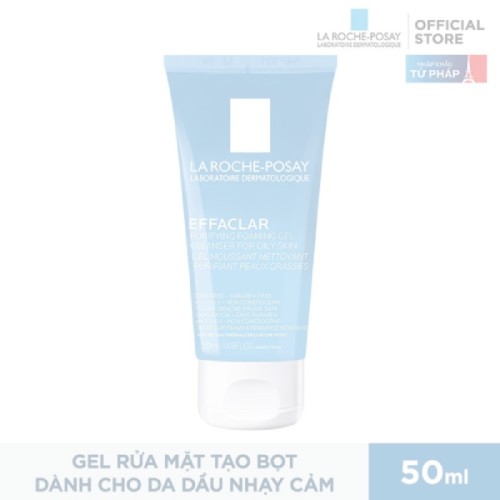 LA ROCHE-POSAY
LABORATOIRE DERMATOLOGIQUE
OFFICIAL
STORE
NHẬP KHẨU
TỪ PHÁP
LA ROCHE-POSAY
LABORATOIRE DERMATOLOGIQUE
EFFACLAR
PURIFYING FOAMING GEL
CLEANSER FOR OILY SKIN
GEL MOUSSANT NETTOYANT
PURIFIANT PEAUX GRASSES
GEL RỬA MẶT TẠO BỌT
DÀNH CHO DA DẦU NHẠY CẢM
50ml